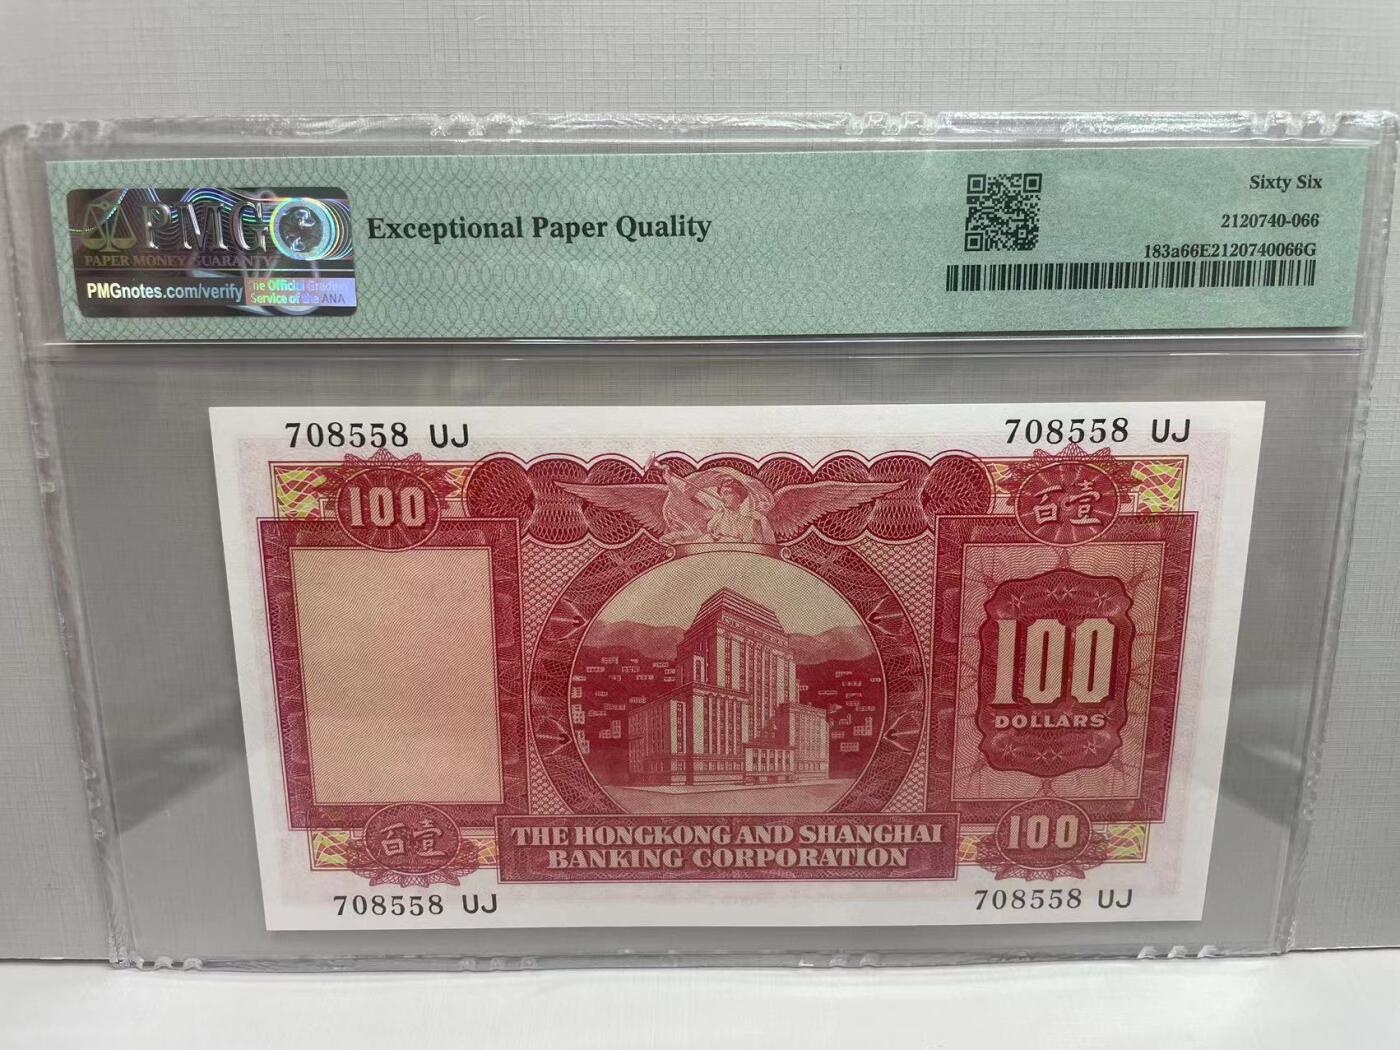 PMG
PAPER MONEY GUARANTY
PMGnotes.com/verify
The Official Grading
Service of the ANA
Exceptional Paper Quality
Sixty Six
2120740-066
183a66E2120740066G
708558 UJ
708558 UJ
100
百壹
100
DOLLARS
百壹
100
THE HONGKONG AND SHANGHAI
BANKING CORPORATION
708558 UJ
708558 UJ